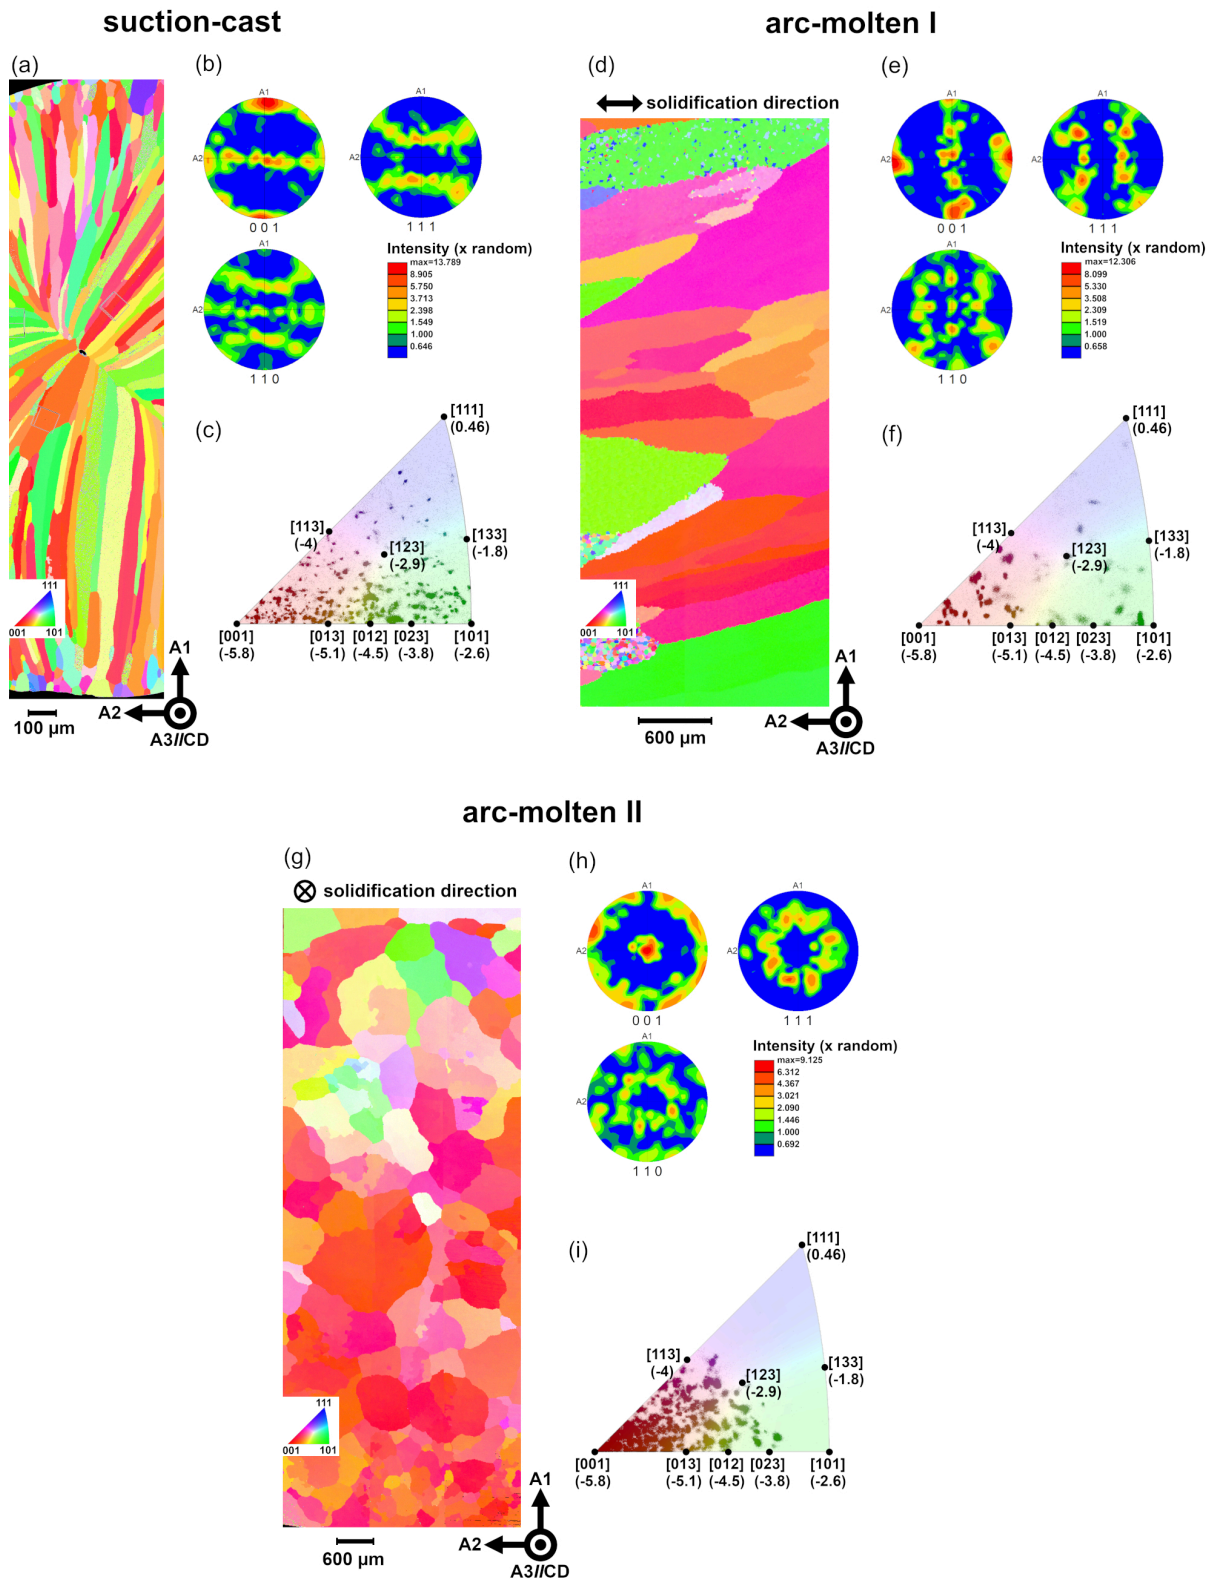 suction-cast
arc-molten I
(a)
(b)
A1
A2
0 0 1
A1
A2
1 1 1
A1
A2
1 1 0
Intensity (x random)
max=13.789
8.905
5.750
3.713
2.398
1.549
1.000
0.646
(c)
[111]
(0.46)
[113]
(-4)
[123]
(-2.9)
[133]
(-1.8)
[001]
(-5.8)
[013]
(-5.1)
[012]
(-4.5)
[023]
(-3.8)
[101]
(-2.6)
111
001
101
100 µm
A1
A2
A3//CD
(d)
solidification direction
111
001
101
600 µm
A1
A2
A3//CD
(e)
A1
A2
0 0 1
A1
A2
1 1 1
A1
A2
1 1 0
Intensity (x random)
max=12.306
8.099
5.330
3.508
2.309
1.519
1.000
0.658
(f)
[111]
(0.46)
[113]
(-4)
[123]
(-2.9)
[133]
(-1.8)
[001]
(-5.8)
[013]
(-5.1)
[012]
(-4.5)
[023]
(-3.8)
[101]
(-2.6)
arc-molten II
(g)
solidification direction
111
001
101
600 µm
A1
A2
A3//CD
(h)
A1
A2
0 0 1
A1
A2
1 1 1
A1
A2
1 1 0
Intensity (x random)
max=9.125
6.312
4.367
3.021
2.090
1.446
1.000
0.692
(i)
[111]
(0.46)
[113]
(-4)
[123]
(-2.9)
[133]
(-1.8)
[001]
(-5.8)
[013]
(-5.1)
[012]
(-4.5)
[023]
(-3.8)
[101]
(-2.6)